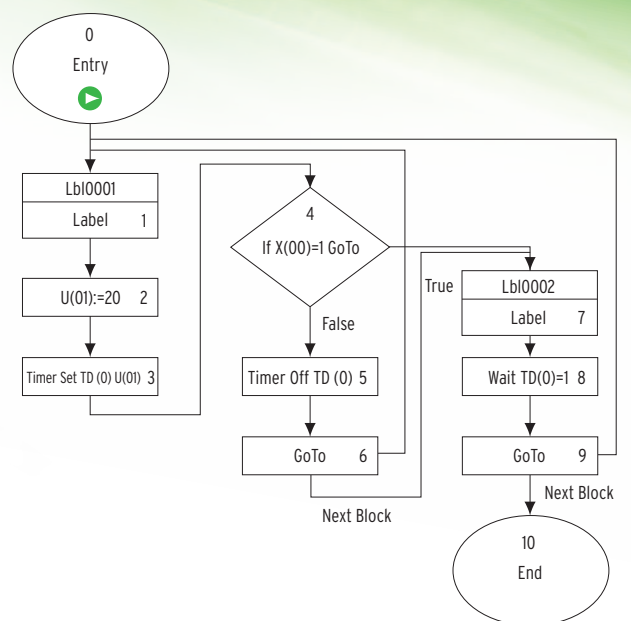 0
Entry
Lbl0001
Label 1
U(01):=20 2
Timer Set TD (0) U(01) 3
4
If X(00)=1 GoTo
True
False
Timer Off TD (0) 5
GoTo 6
Next Block
Lbl0002
Label 7
Wait TD(0)=1 8
GoTo 9
Next Block
10
End